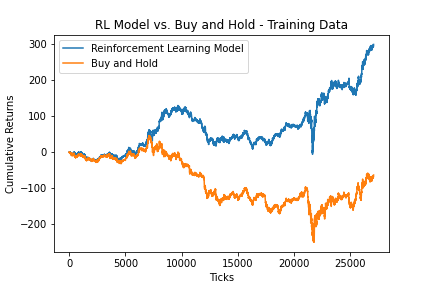 RL Model vs. Buy and Hold - Training Data
300
200
100
0
−100
−200
Cumulative Returns
Reinforcement Learning Model
Buy and Hold
0 5000 10000 15000 20000 25000
Ticks